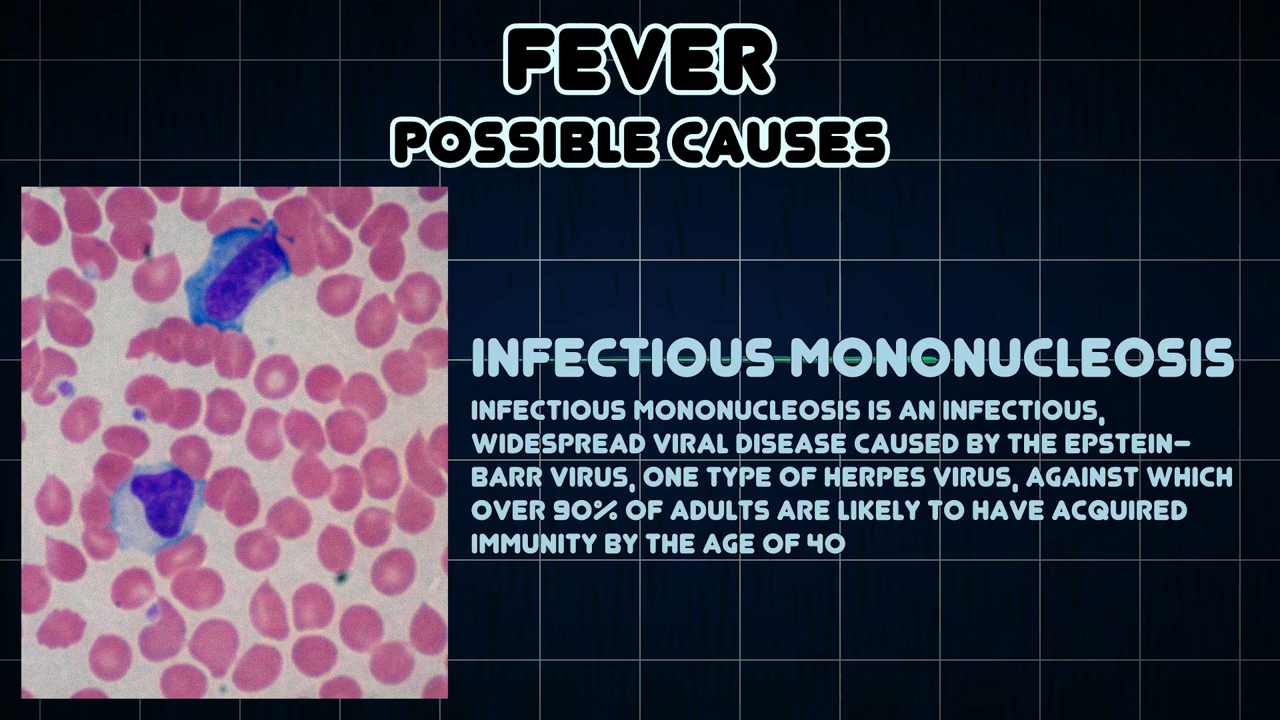 FEVER
POSSIBLE CAUSES
INFECTIOUS MONONUCLEOSIS
INFECTIOUS MONONUCLEOSIS IS AN INFECTIOUS,
WIDESPREAD VIRAL DISEASE CAUSED BY THE EPSTEIN-
BARR VIRUS, ONE TYPE OF HERPES VIRUS, AGAINST WHICH
OVER 90% OF ADULTS ARE LIKELY TO HAVE ACQUIRED
IMMUNITY BY THE AGE OF 40